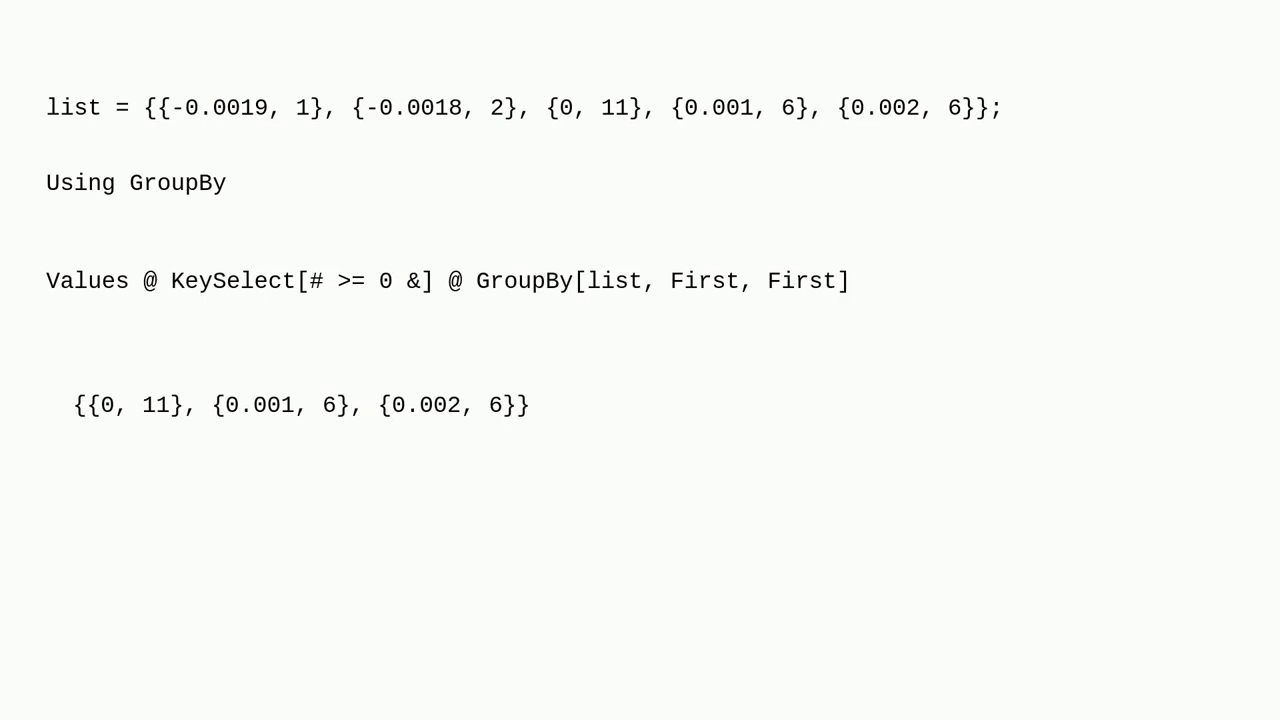 list = {{-0.0019, 1}, {-0.0018, 2}, {0, 11}, {0.001, 6}, {0.002, 6}};
Using GroupBy
Values @ KeySelect[# >= 0 &] @ GroupBy[list, First, First]
{{0, 11}, {0.001, 6}, {0.002, 6}}